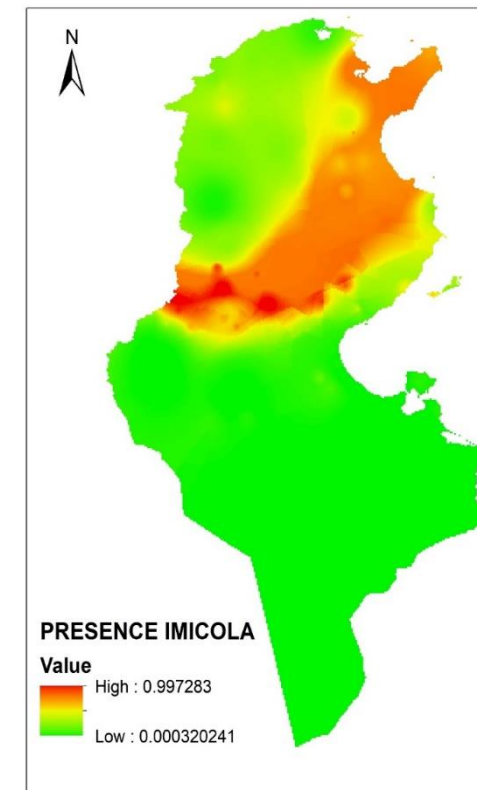 N
PRESENCE IMICOLA
Value
High : 0.997283
Low : 0.000320241